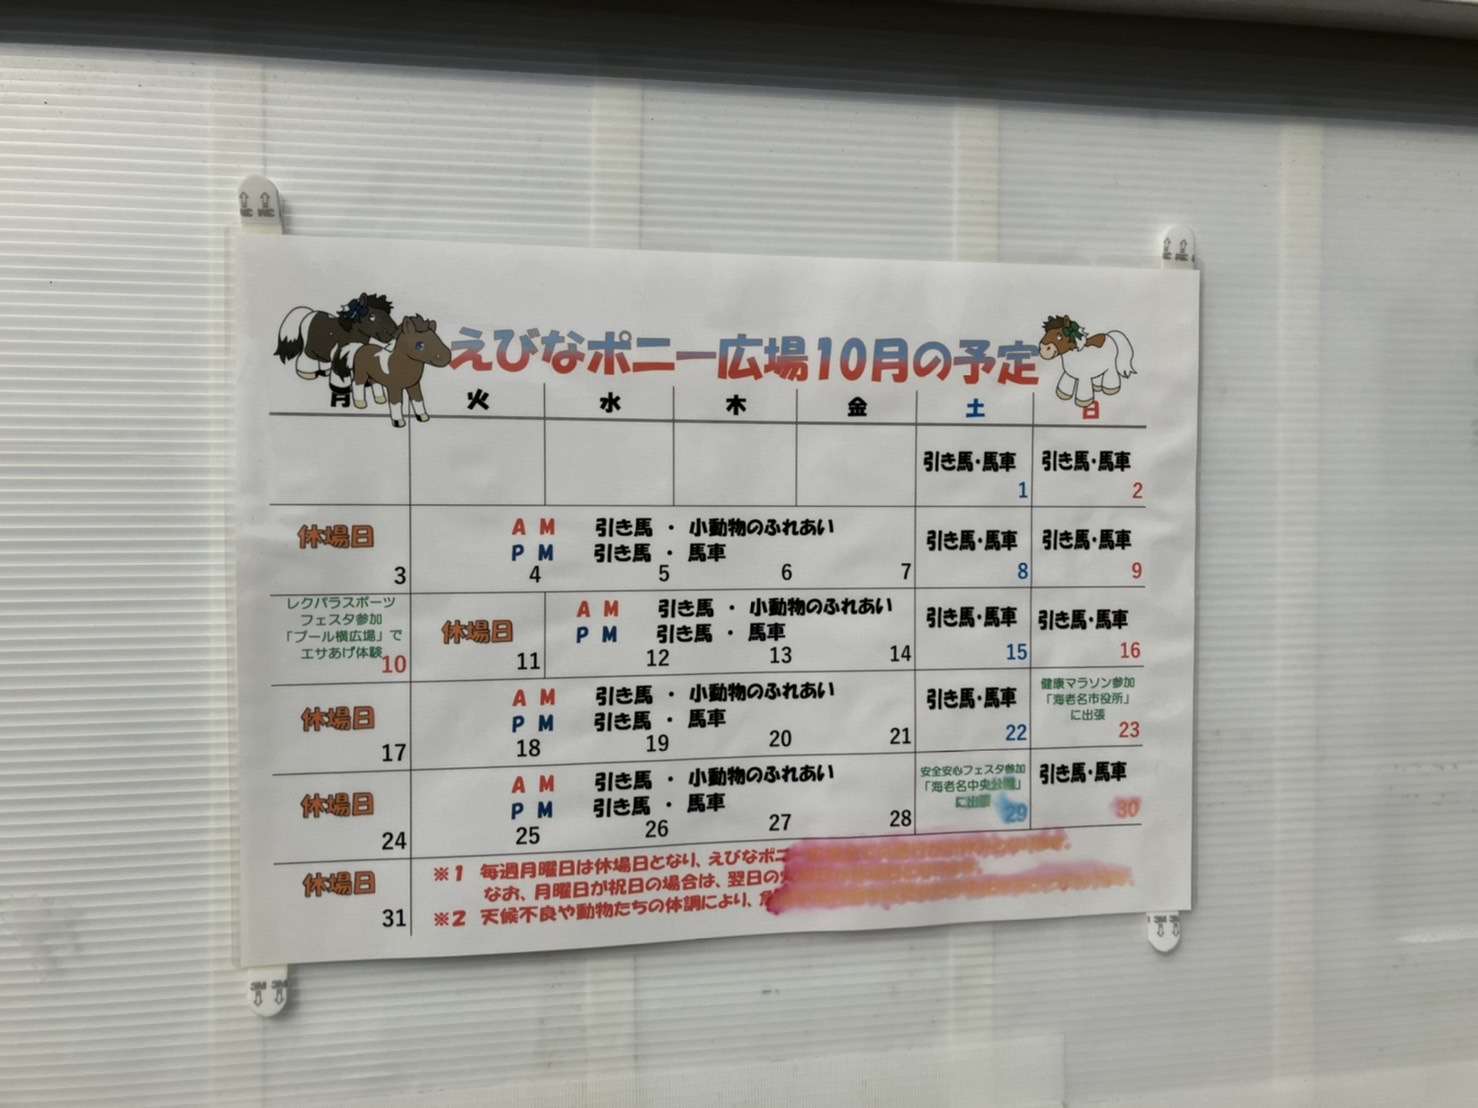 えびなポニー広場10月の予定
月 火 水 木 金 土 日
引き馬・馬車 引き馬・馬車
1 2
休場日
AM 引き馬・小動物のふれあい
PM 引き馬・馬車
引き馬・馬車 引き馬・馬車
3 4 5 6 7 8 9
レクパラスポーツ
フェスタ参加
「プール横広場」で
エサあげ体験
休場日
AM 引き馬・小動物のふれあい
PM 引き馬・馬車
引き馬・馬車 引き馬・馬車
10 11 12 13 14 15 16
休場日
AM 引き馬・小動物のふれあい
PM 引き馬・馬車
引き馬・馬車
健康マラソン参加
「海老名市役所」
に出張
17 18 19 20 21 22 23
休場日
AM 引き馬・小動物のふれあい
PM 引き馬・馬車
安全安心フェスタ参加
「海老名中央公園」
に出張
引き馬・馬車
24 25 26 27 28 29 30
休場日
31
※1 毎週月曜日は休場日となり、えびなポニ
なお、月曜日が祝日の場合は、翌日の
※2 天候不良や動物たちの体調により、